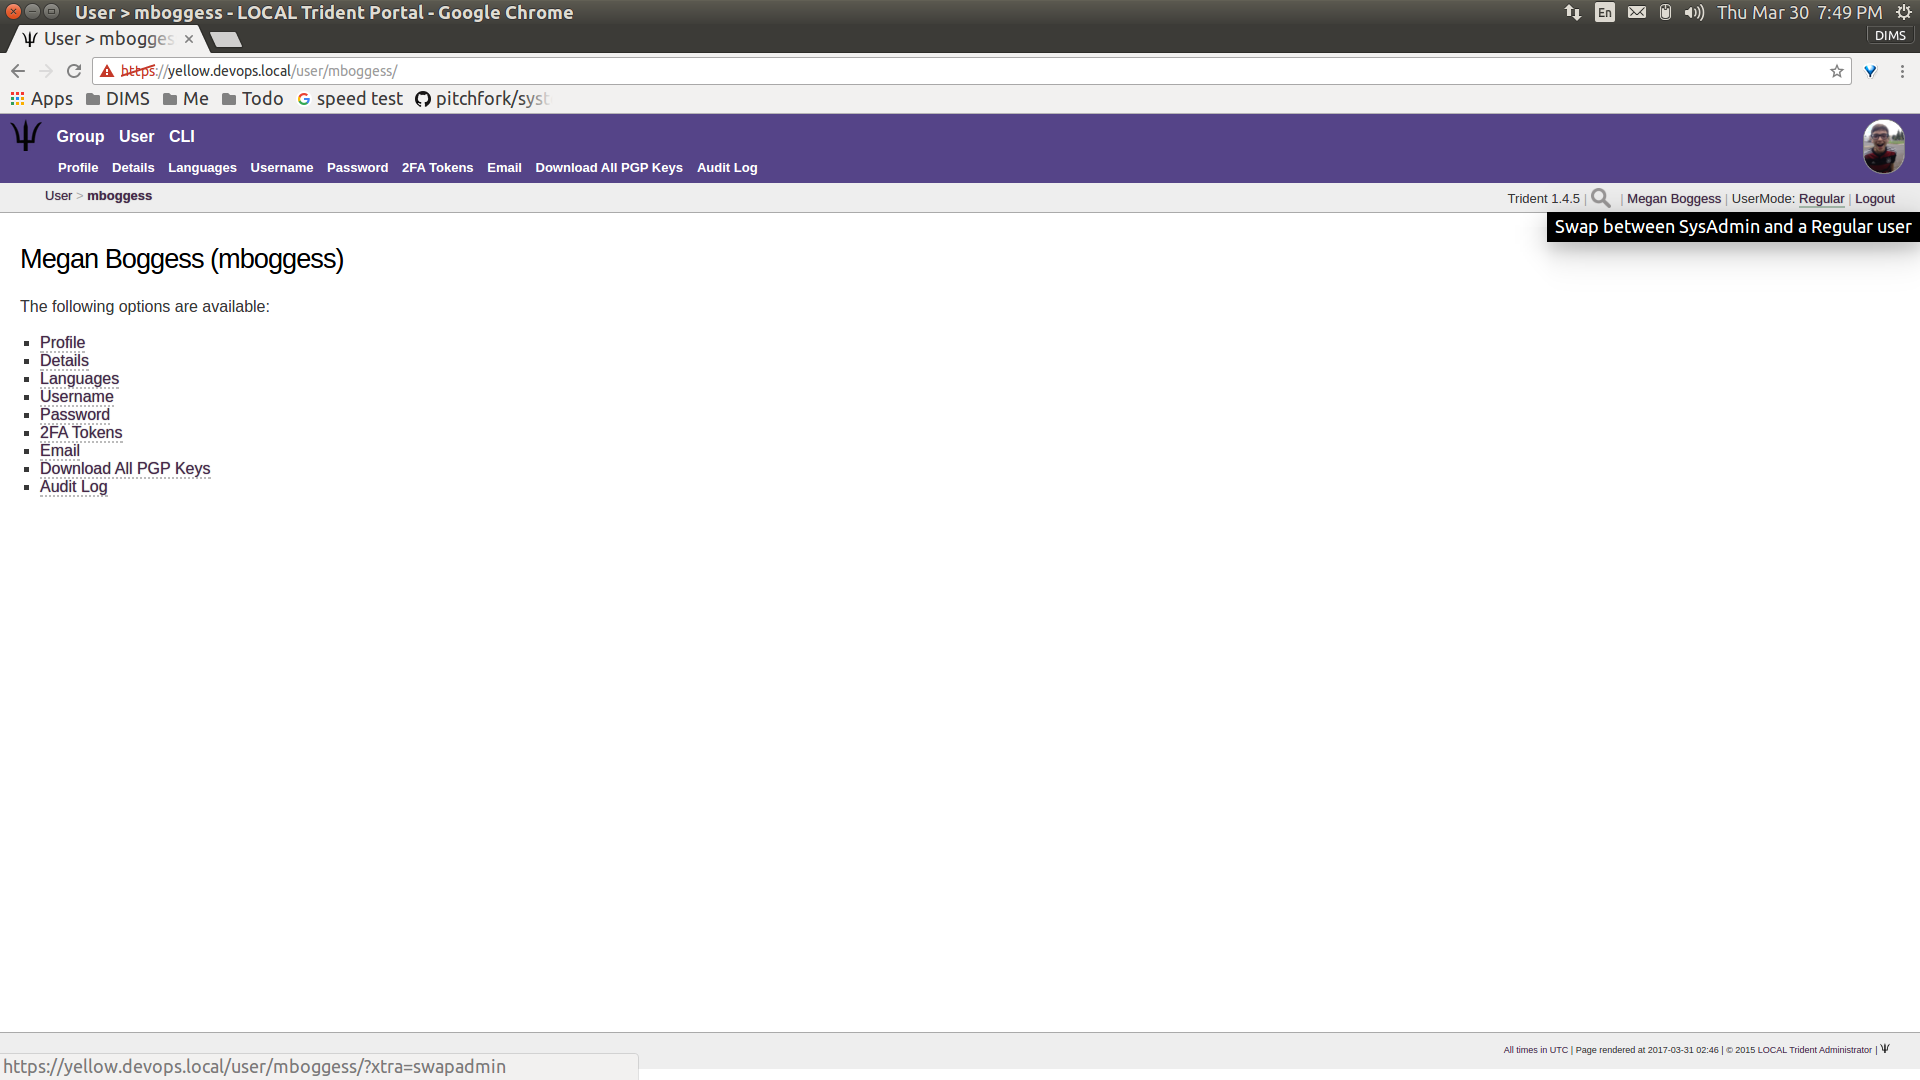 User > mboggess - LOCAL Trident Portal - Google Chrome
En
Thu Mar 30 7:49 PM
User > mbogges
DIMS
https://yellow.devops.local/user/mboggess/
Apps DIMS Me Todo speed test pitchfork/syst
Group User CLI
Profile Details Languages Username Password 2FA Tokens Email Download All PGP Keys Audit Log
User > mboggess
Trident 1.4.5 | | Megan Boggess | UserMode: Regular | Logout
Swap between SysAdmin and a Regular user
Megan Boggess (mboggess)
The following options are available:
Profile
Details
Languages
Username
Password
2FA Tokens
Email
Download All PGP Keys
Audit Log
All times in UTC | Page rendered at 2017-03-31 02:46 | © 2015 LOCAL Trident Administrator |
https://yellow.devops.local/user/mboggess/?xtra=swapadmin